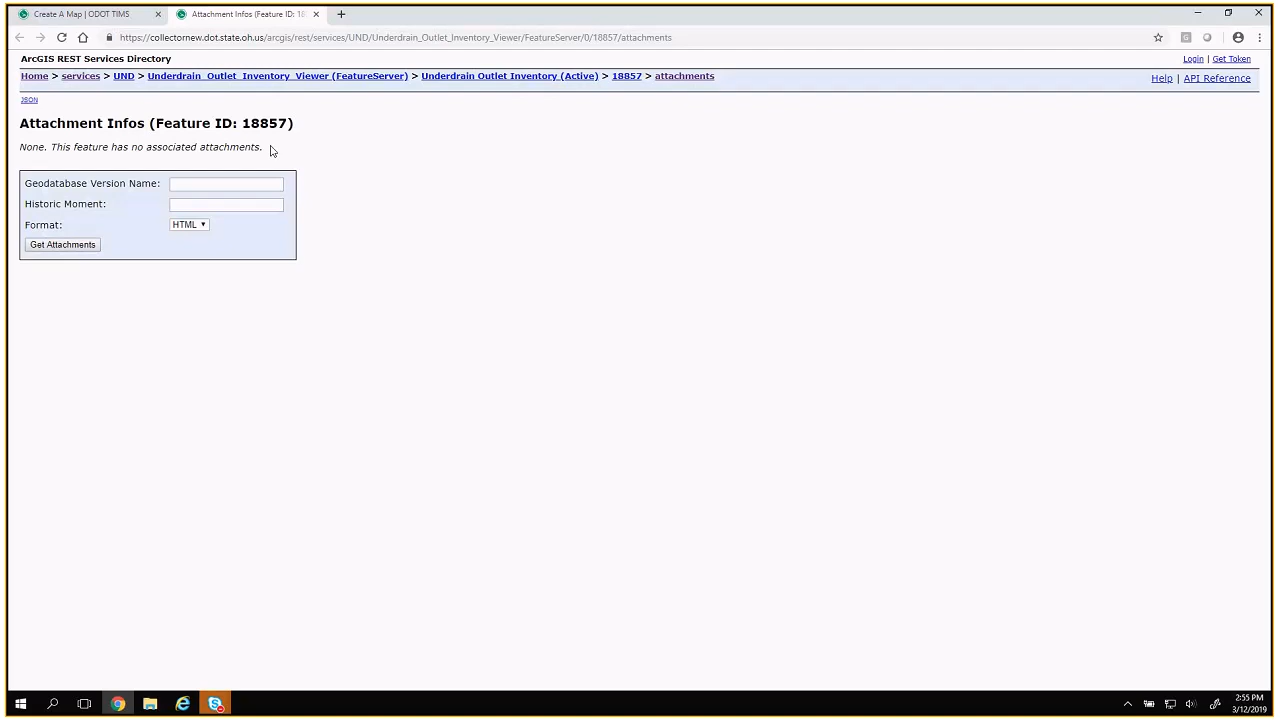 Create A Map | ODOT TIMS
Attachment Infos (Feature ID: 18
https://collectornew.dot.state.oh.us/arcgis/rest/services/UND/Underdrain_Outlet_Inventory_Viewer/FeatureServer/0/18857/attachments
ArcGIS REST Services Directory
Login | Get Token
Home > services > UND > Underdrain_Outlet_Inventory_Viewer (FeatureServer) > Underdrain Outlet Inventory (Active) > 18857 > attachments
Help | API Reference
JSON
Attachment Infos (Feature ID: 18857)
None. This feature has no associated attachments.
Geodatabase Version Name:
Historic Moment:
Format: HTML
Get Attachments
2:55 PM
3/12/2019